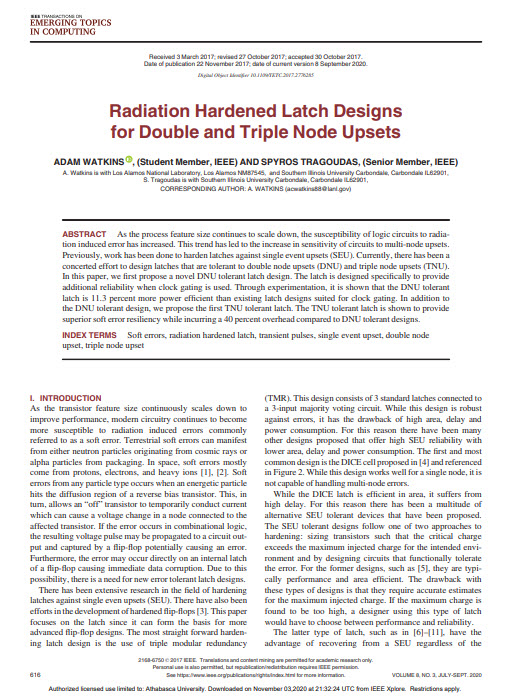 IEEE TRANSACTIONS ON
EMERGING TOPICS
IN COMPUTING
Received 3 March 2017; revised 27 October 2017; accepted 30 October 2017.
Date of publication 22 November 2017; date of current version 8 September 2020.
Digital Object Identifier 10.1109/TETC.2017.2776285
Radiation Hardened Latch Designs
for Double and Triple Node Upsets
ADAM WATKINS, (Student Member, IEEE) AND SPYROS TRAGOUDAS, (Senior Member, IEEE)
A. Watkins is with Los Alamos National Laboratory, Los Alamos NM87545, and Southern Illinois University Carbondale, Carbondale IL62901,
S. Tragoudas is with Southern Illinois University Carbondale, Carbondale IL62901,
CORRESPONDING AUTHOR: A. WATKINS (acwatkins88@lanl.gov)
ABSTRACT As the process feature size continues to scale down, the susceptibility of logic circuits to radia-
tion induced error has increased. This trend has led to the increase in sensitivity of circuits to multi-node upsets.
Previously, work has been done to harden latches against single event upsets (SEU). Currently, there has been a
concerted effort to design latches that are tolerant to double node upsets (DNU) and triple node upsets (TNU).
In this paper, we first propose a novel DNU tolerant latch design. The latch is designed specifically to provide
additional reliability when clock gating is used. Through experimentation, it is shown that the DNU tolerant
latch is 11.3 percent more power efficient than existing latch designs suited for clock gating. In addition to
the DNU tolerant design, we propose the first TNU tolerant latch. The TNU tolerant latch is shown to provide
superior soft error resiliency while incurring a 40 percent overhead compared to DNU tolerant designs.
INDEX TERMS Soft errors, radiation hardened latch, transient pulses, single event upset, double node
upset, triple node upset
I. INTRODUCTION
As the transistor feature size continuously scales down to
improve performance, modern circuitry continues to become
more susceptible to radiation induced errors commonly
referred to as a soft error. Terrestrial soft errors can manifest
from either neutron particles originating from cosmic rays or
alpha particles from packaging. In space, soft errors mostly
come from protons, electrons, and heavy ions [1], [2]. Soft
errors from any particle type occurs when an energetic particle
hits the diffusion region of a reverse bias transistor. This, in
turn, allows an "off" transistor to temporarily conduct current
which can cause a voltage change in a node connected to the
affected transistor. If the error occurs in combinational logic,
the resulting voltage pulse may be propagated to a circuit out-
put and captured by a flip-flop potentially causing an error.
Furthermore, the error may occur directly on an internal latch
of a flip-flop causing immediate data corruption. Due to this
possibility, there is a need for new error tolerant latch designs.
There has been extensive research in the field of hardening
latches against single event upsets (SEU). There have also been
efforts in the development of hardened flip-flops [3]. This paper
focuses on the latch since it can form the basis for more
advanced flip-flop designs. The most straight forward harden-
ing latch design is the use of triple modular redundancy
(TMR). This design consists of 3 standard latches connected to
a 3-input majority voting circuit. While this design is robust
against errors, it has the drawback of high area, delay and
power consumption. For this reason there have been many
other designs proposed that offer high SEU reliability with
lower area, delay and power consumption. The first and most
common design is the DICE cell proposed in [4] and referenced
in Figure 2. While this design works well for a single node, it is
not capable of handling multi-node errors.
While the DICE latch is efficient in area, it suffers from
high delay. For this reason there has been a multitude of
alternative SEU tolerant devices that have been proposed.
The SEU tolerant designs follow one of two approaches to
hardening: sizing transistors such that the critical charge
exceeds the maximum injected charge for the intended envi-
ronment and by designing circuits that functionally tolerate
the error. For the former designs, such as [5], they are typi-
cally performance and area efficient. The drawback with
these types of designs is that they require accurate estimates
for the maximum injected charge. If the maximum charge is
found to be too high, a designer using this type of latch
would have to choose between performance and reliability.
The latter type of latch, such as in [6]–[11], have the
advantage of recovering from a SEU regardless of the
2168-6750 © 2017 IEEE. Translations and content mining are permitted for academic research only.
Personal use is also permitted, but republication/redistribution requires IEEE permission.
616 See https://www.ieee.org/publications/rights/index.html for more information. VOLUME 8, NO. 3, JULY-SEPT. 2020
Authorized licensed use limited to: Athabasca University. Downloaded on November 03,2020 at 21:32:24 UTC from IEEE Xplore. Restrictions apply.